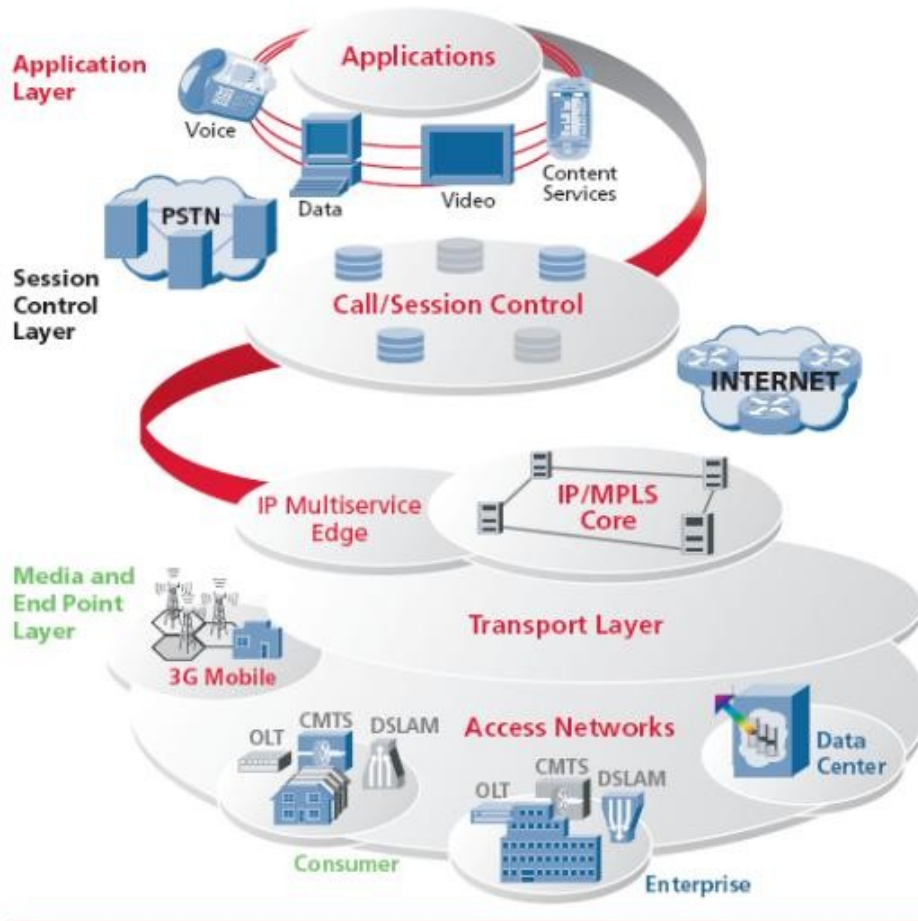 Applications
Application
Layer
Voice
Data
Video
Content
Services
PSTN
Session
Control
Layer
Call/Session Control
INTERNET
IP Multiservice
Edge
IP/MPLS
Core
Media and
End Point
Layer
Transport Layer
3G Mobile
Access Networks
OLT
CMTS
DSLAM
Data
Center
OLT
CMTS
DSLAM
Consumer
Enterprise